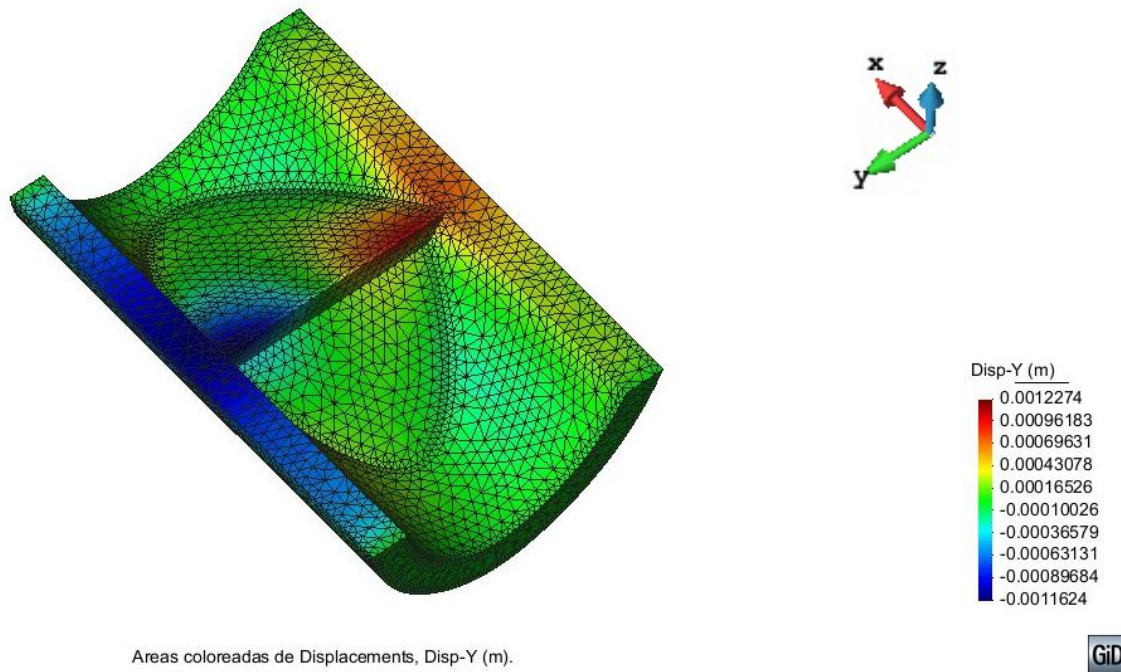 x
z
y
Disp-Y (m)
0.0012274
0.00096183
0.00069631
0.00043078
0.00016526
-0.00010026
-0.00036579
-0.00063131
-0.00089684
-0.0011624
Areas coloreadas de Displacements, Disp-Y (m).
GiD